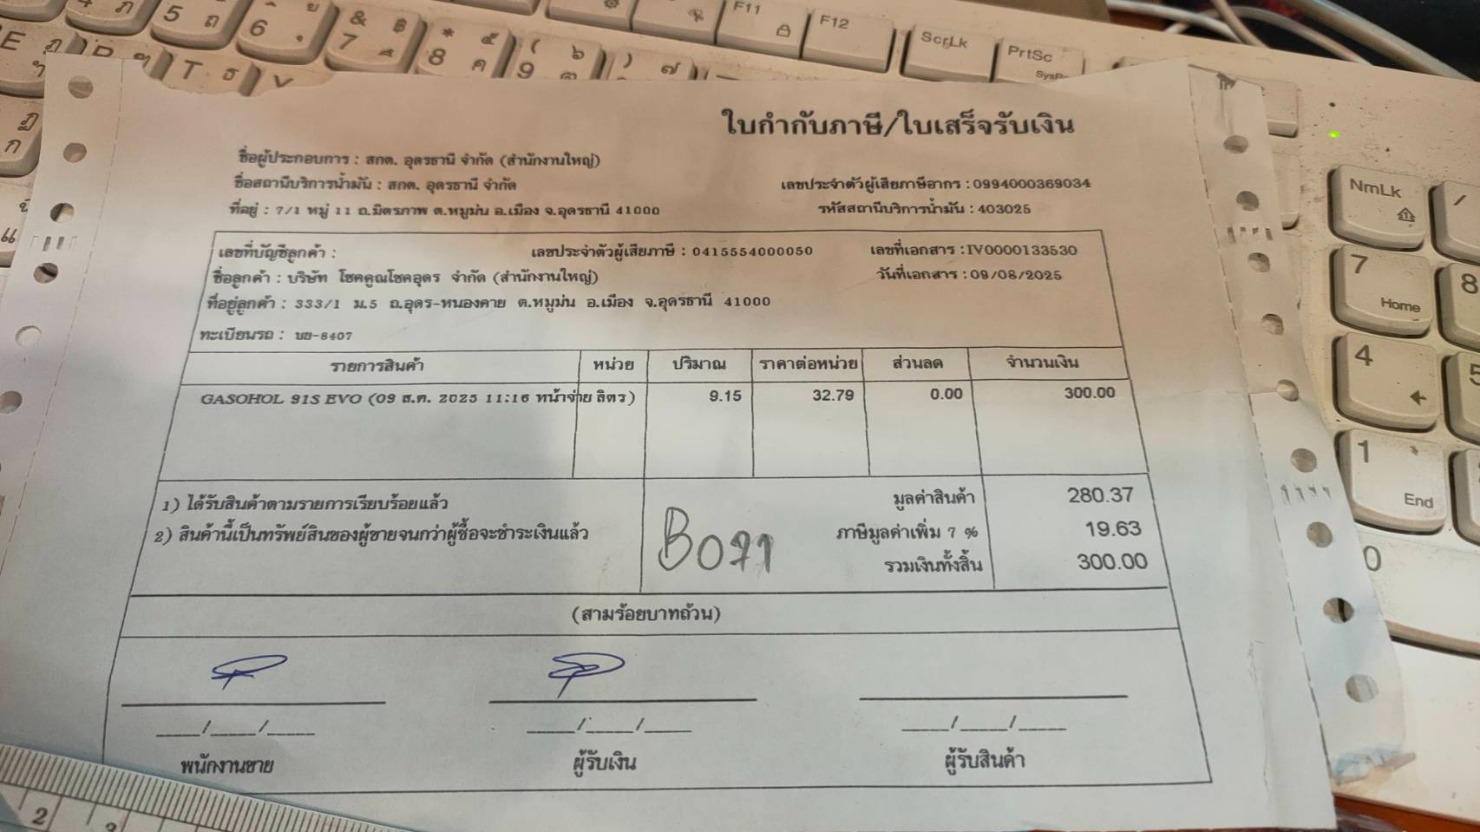 ใบกำกับภาษี/ใบเสร็จรับเงิน
ชื่อผู้ประกอบการ : สกต. อุดรธานี จำกัด (สำนักงานใหญ่)
ชื่อสถานีบริการน้ำมัน : สกต. อุดรธานี จำกัด
เลขประจำตัวผู้เสียภาษีอากร : 0994000369034
ที่อยู่ : 7/1 หมู่ 11 ถ.มิตรภาพ ต.หมูม่น อ.เมือง จ.อุดรธานี 41000
รหัสสถานีบริการน้ำมัน : 403025
เลขที่บัญชีลูกค้า : เลขประจำตัวผู้เสียภาษี : 0415554000050 เลขที่เอกสาร : IV0000133530
ชื่อลูกค้า : บริษัท โชคคูณโชคอุดร จำกัด (สำนักงานใหญ่) วันที่เอกสาร : 09/08/2025
ที่อยู่ลูกค้า : 333/1 ม.5 ถ.อุดร-หนองคาย ต.หมูม่น อ.เมือง จ.อุดรธานี 41000
ทะเบียนรถ : บย-8407
รายการสินค้า หน่วย ปริมาณ ราคาต่อหน่วย ส่วนลด จำนวนเงิน
GASOHOL 91S EVO (09 ส.ค. 2025 11:16 หน้าจ่าย ลิตร) 9.15 32.79 0.00 300.00
1) ได้รับสินค้าตามรายการเรียบร้อยแล้ว
มูลค่าสินค้า 280.37
2) สินค้านี้เป็นทรัพย์สินของผู้ขายจนกว่าผู้ซื้อจะชำระเงินแล้ว
ภาษีมูลค่าเพิ่ม 7 % 19.63
รวมเงินทั้งสิ้น 300.00
(สามร้อยบาทถ้วน)
___/___/___ ___/___/___ ___/___/___
พนักงานขาย ผู้รับเงิน ผู้รับสินค้า
F11
F12
ScrLk
PrtSc
NmLk
7
Home
8
4
1
End
0